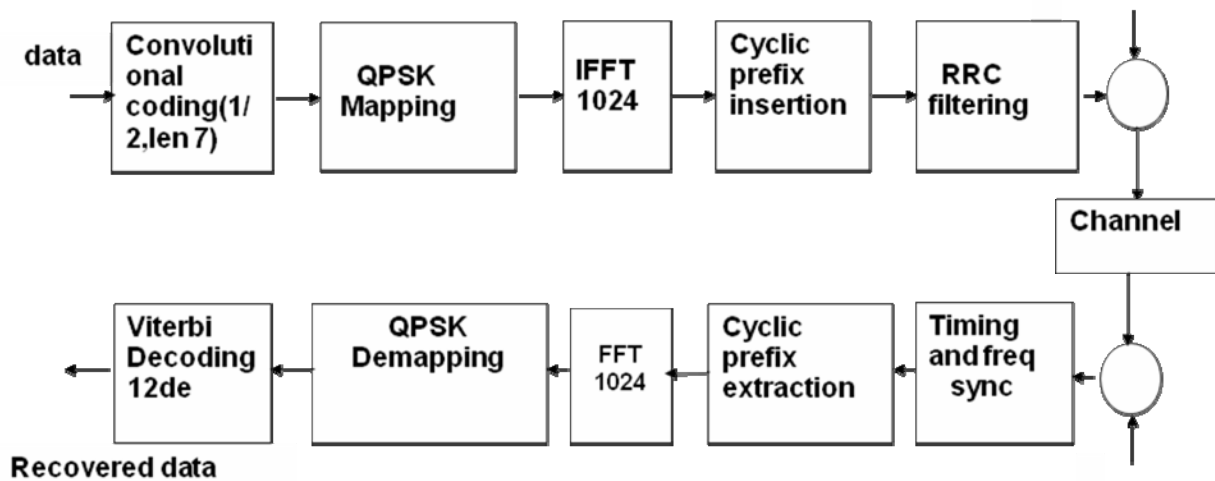 data
Convoluti
onal
coding(1/
2,len 7)
QPSK
Mapping
IFFT
1024
Cyclic
prefix
insertion
RRC
filtering
Channel
Viterbi
Decoding
12de
QPSK
Demapping
FFT
1024
Cyclic
prefix
extraction
Timing
and freq
sync
Recovered data